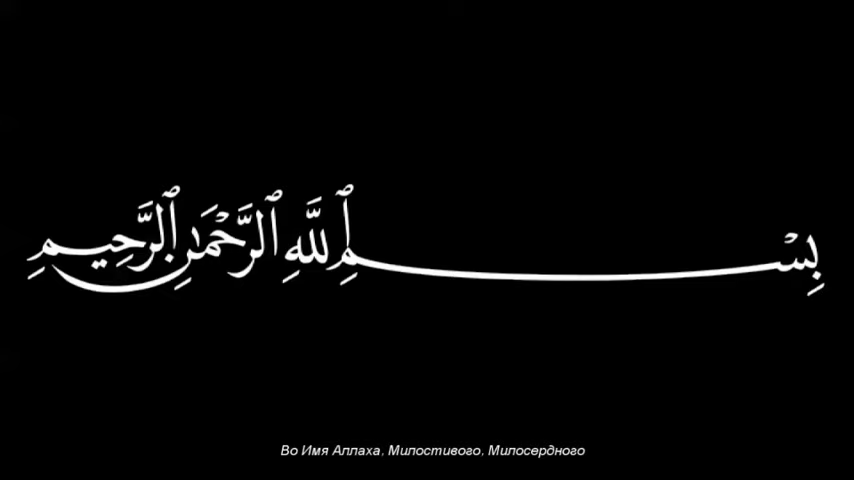 بِسْمِ ٱللَّهِ ٱلرَّحْمَٰنِ ٱلرَّحِيمِ
Во Имя Аллаха, Милостивого, Милосердного